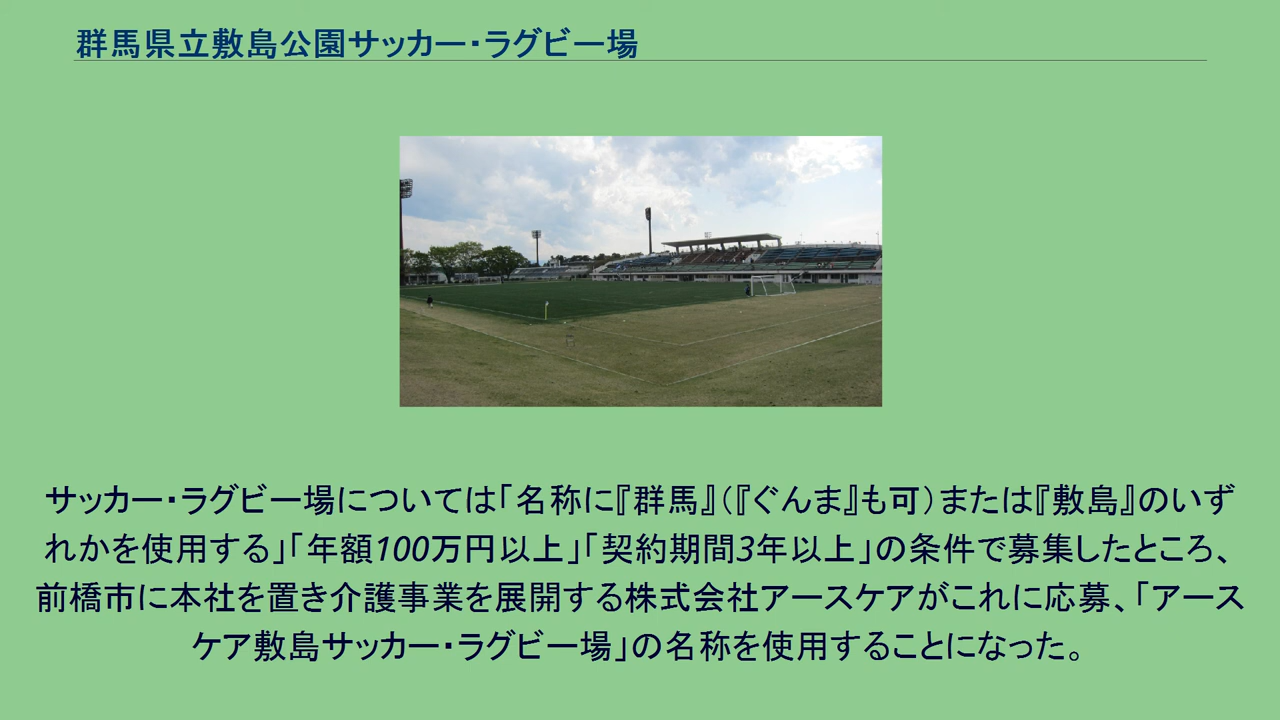 群馬県立敷島公園サッカー・ラグビー場
サッカー・ラグビー場については「名称に『群馬』(『ぐんま』も可)または『敷島』のいず
れかを使用する」「年額100万円以上」「契約期間3年以上」の条件で募集したところ、
前橋市に本社を置き介護事業を展開する株式会社アースケアがこれに応募、「アース
ケア敷島サッカー・ラグビー場」の名称を使用することになった。